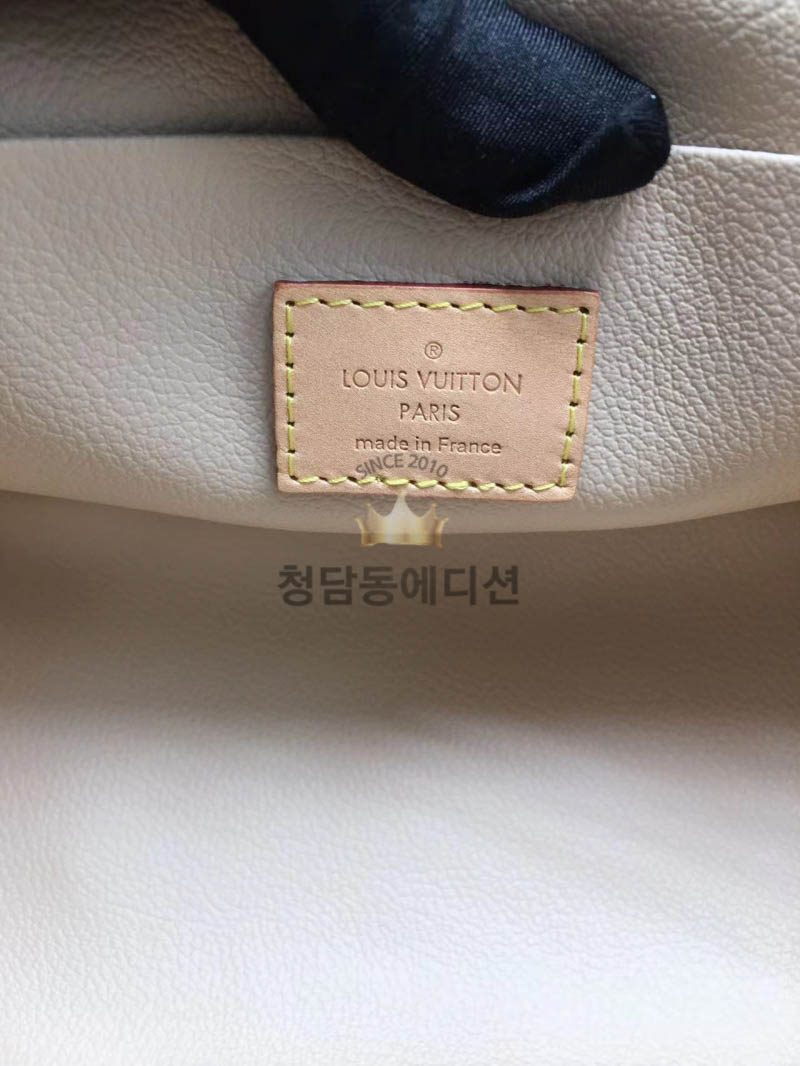 ®
LOUIS VUITTON
PARIS
made in France
SINCE 2010
청담동에디션